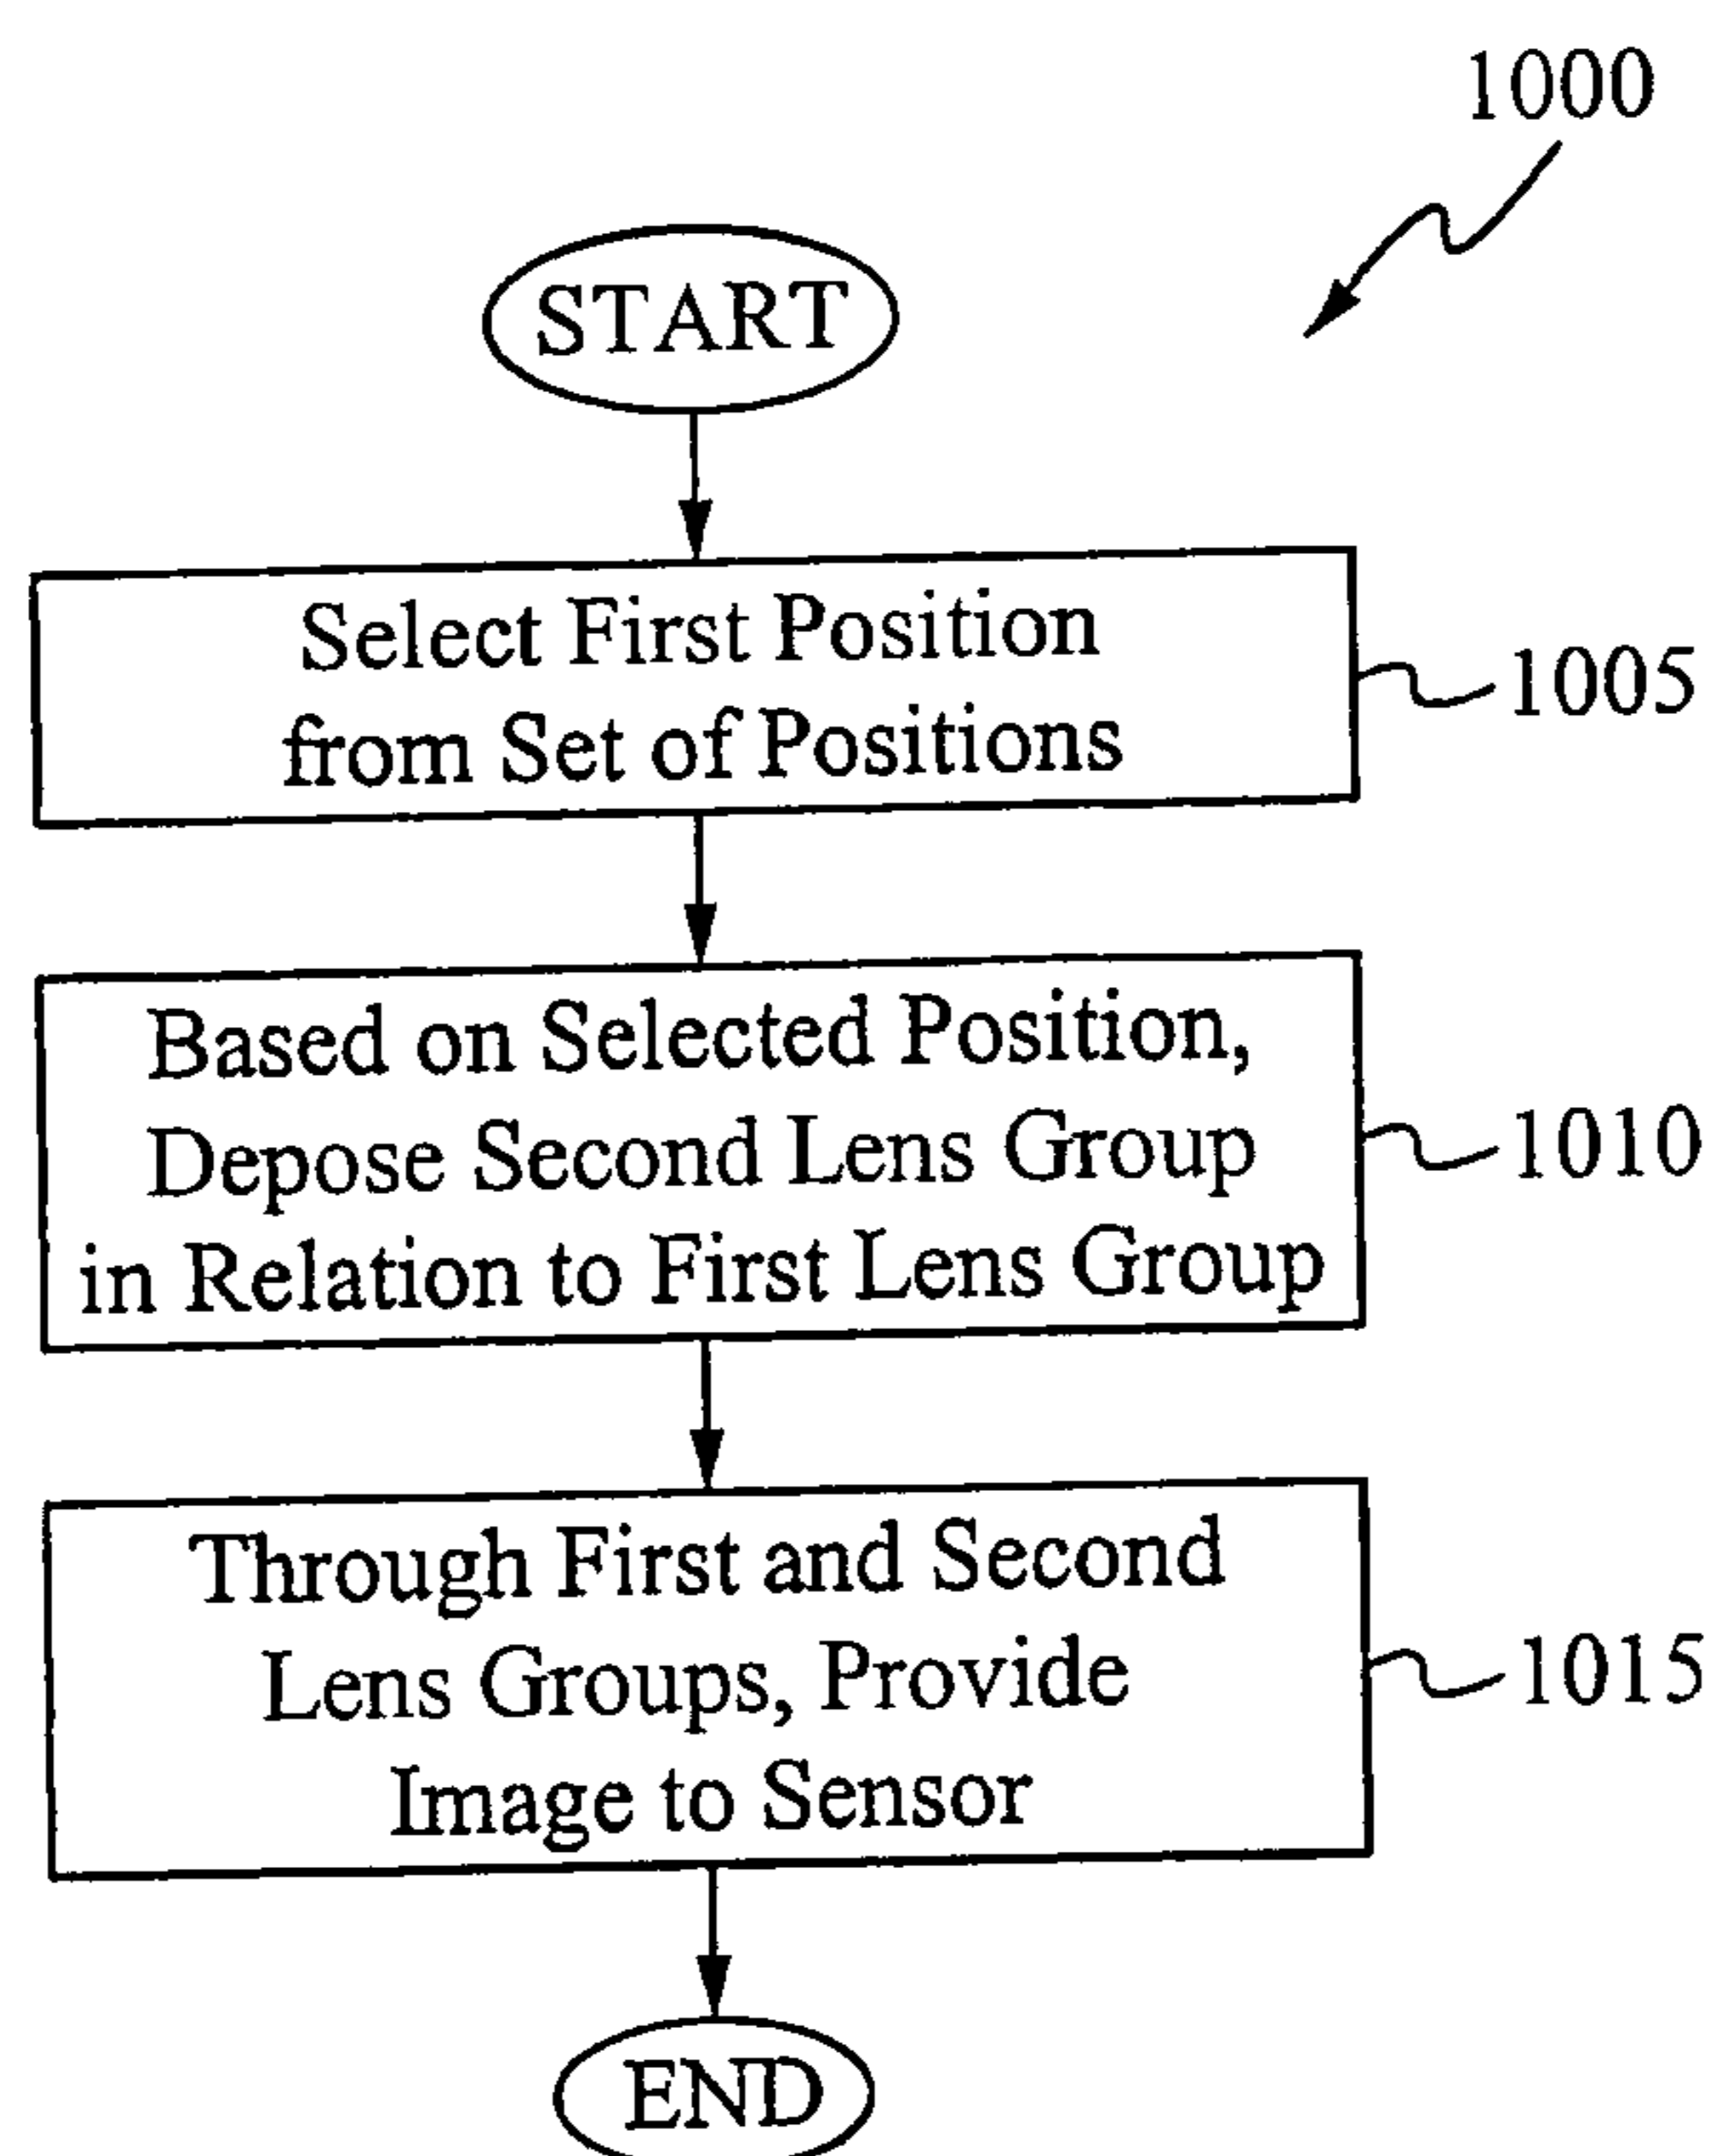 1000
START
Select First Position
from Set of Positions
1005
Based on Selected Position,
Depose Second Lens Group
in Relation to First Lens Group
1010
Through First and Second
Lens Groups, Provide
Image to Sensor
1015
END